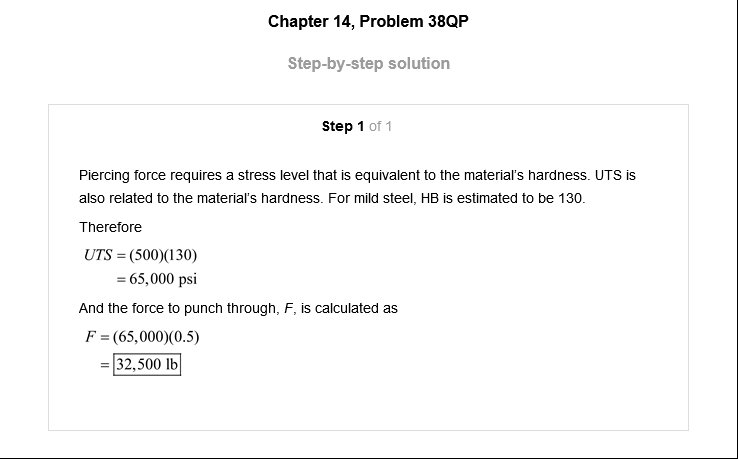 Chapter 14, Problem 38QP
Step-by-step solution
Step 1 of 1
Piercing force requires a stress level that is equivalent to the material's hardness. UTS is
also related to the material's hardness. For mild steel, HB is estimated to be 130.
Therefore
UTS = (500)(130)
= 65,000 psi
And the force to punch through, F, is calculated as
F = (65,000)(0.5)
= 32,500 lb